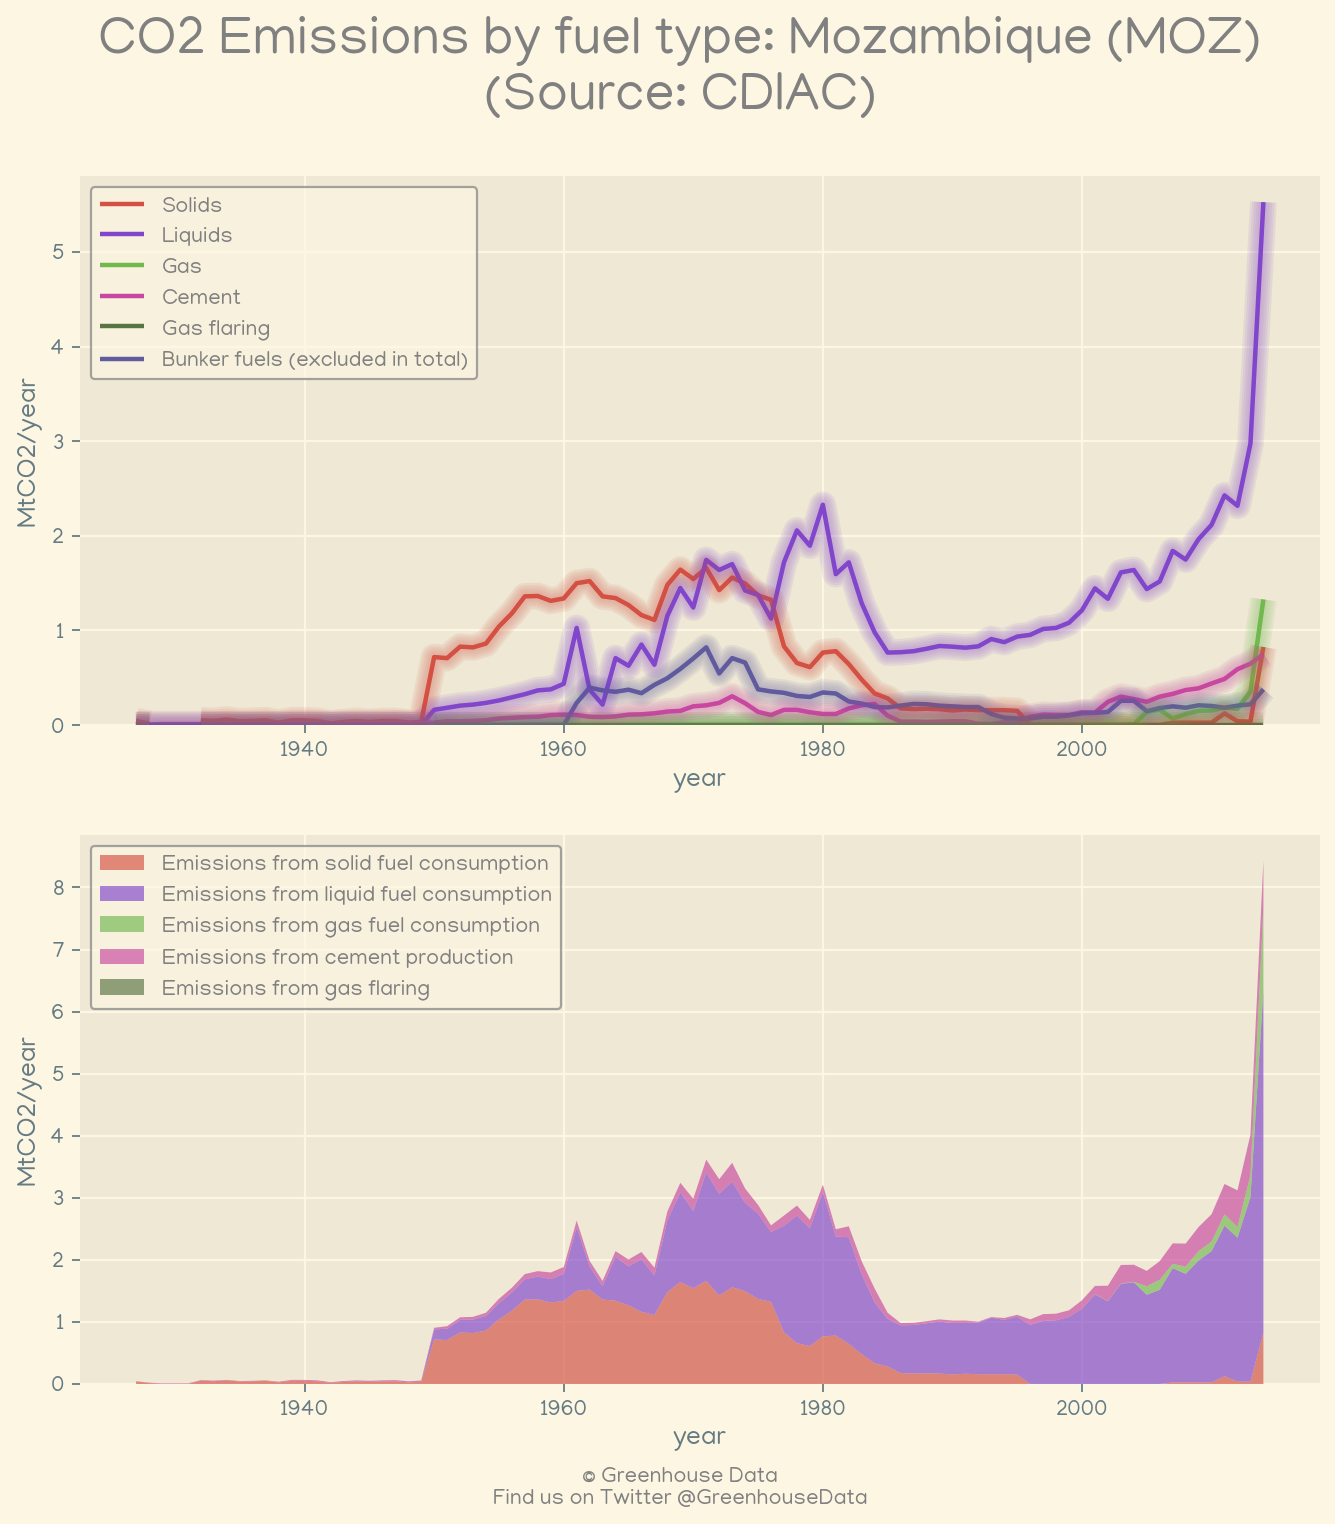 CO2 Emissions by fuel type: Mozambique (MOZ)
(Source: CDIAC)
Solids
Liquids
Gas
Cement
Gas flaring
Bunker fuels (excluded in total)
MtCO2/year
5
4
3
2
1
0
1940 1960 1980 2000
year
Emissions from solid fuel consumption
Emissions from liquid fuel consumption
Emissions from gas fuel consumption
Emissions from cement production
Emissions from gas flaring
MtCO2/year
8
7
6
5
4
3
2
1
0
1940 1960 1980 2000
year
© Greenhouse Data
Find us on Twitter @GreenhouseData